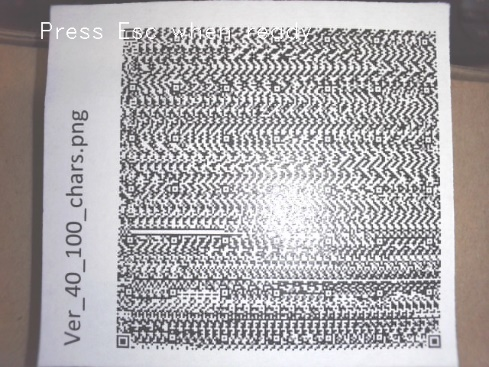 Press Esc when ready
Ver_40_100_chars.png